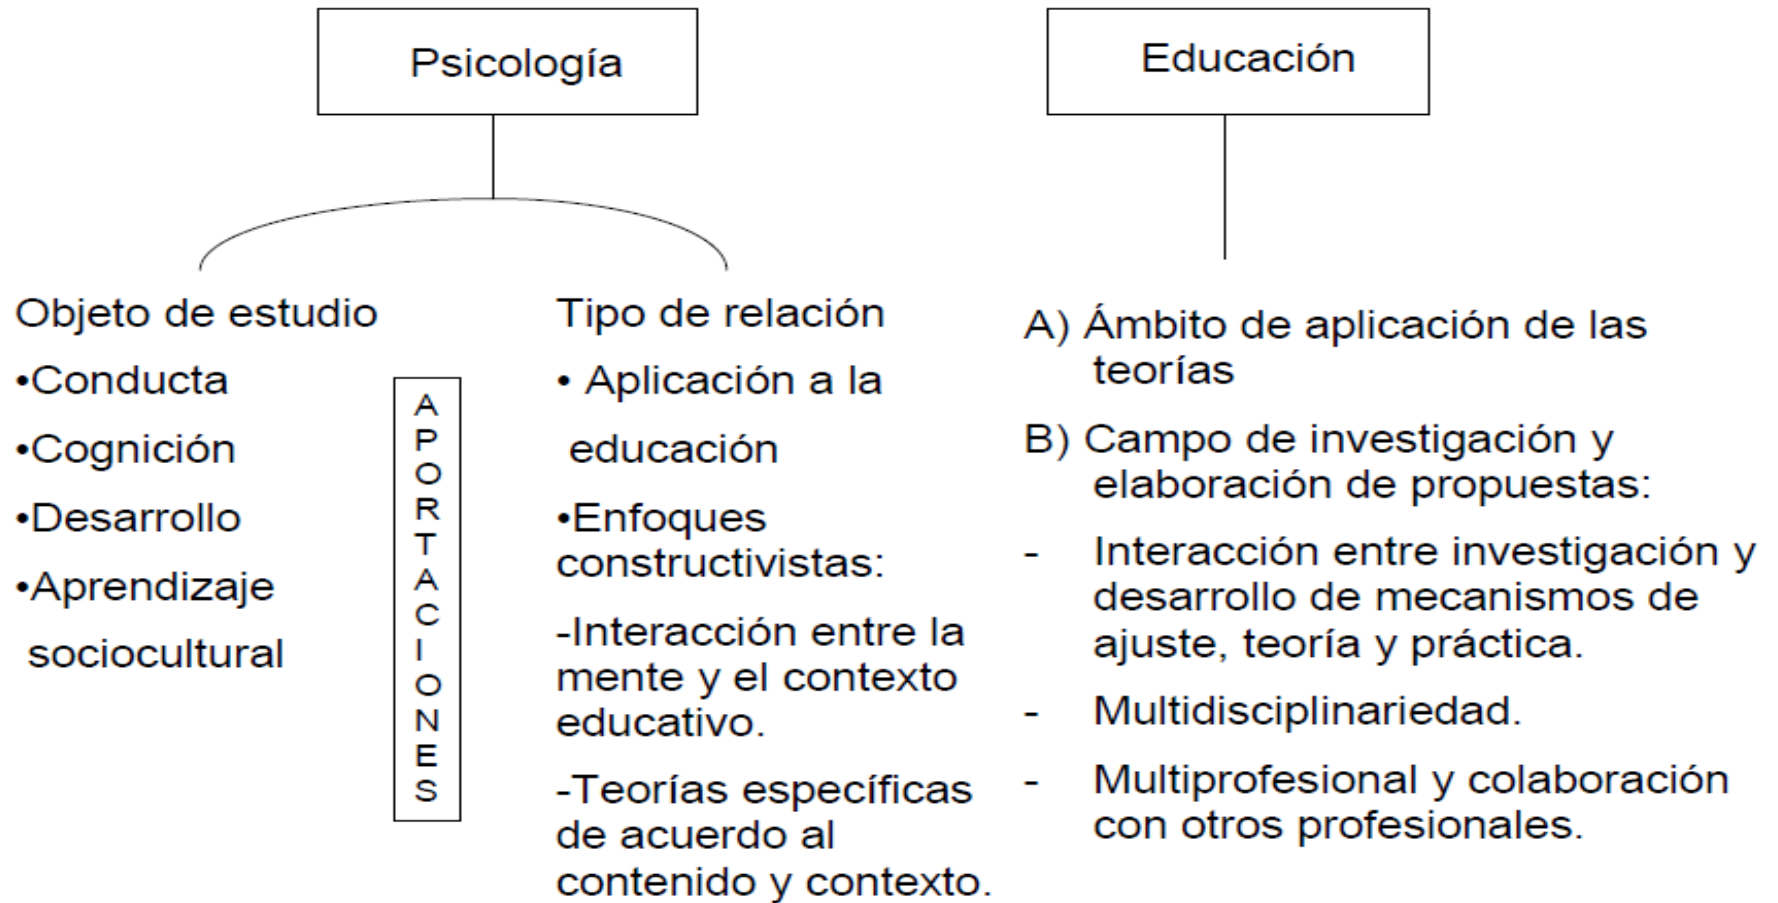 Psicología
Objeto de estudio
•Conducta
•Cognición
•Desarrollo
•Aprendizaje
sociocultural
APORTACIONES
Tipo de relación
• Aplicación a la
educación
•Enfoques
constructivistas:
-Interacción entre la
mente y el contexto
educativo.
-Teorías específicas
de acuerdo al
contenido y contexto.
Educación
A) Ámbito de aplicación de las
teorías
B) Campo de investigación y
elaboración de propuestas:
- Interacción entre investigación y
desarrollo de mecanismos de
ajuste, teoría y práctica.
- Multidisciplinariedad.
- Multiprofesional y colaboración
con otros profesionales.